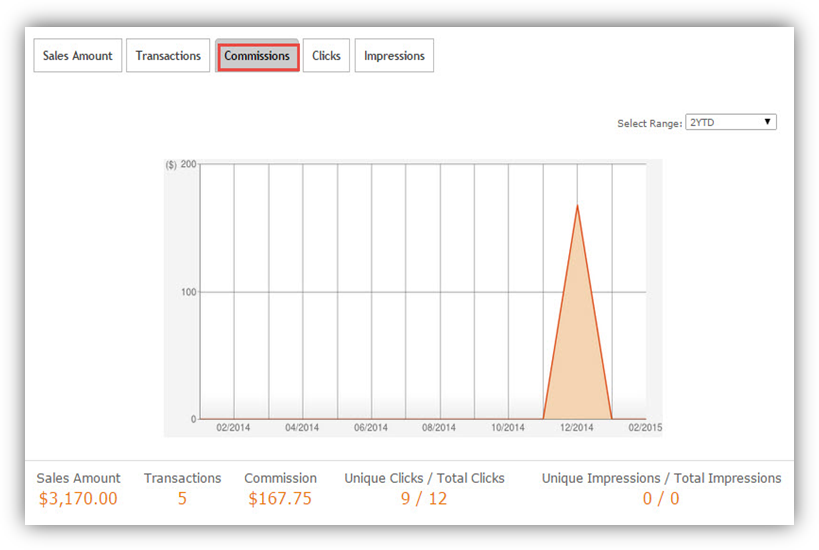 Sales Amount Transactions Commissions Clicks Impressions
Select Range: 2YTD
($) 200
100
0
02/2014 04/2014 06/2014 08/2014 10/2014 12/2014 02/2015
Sales Amount Transactions Commission Unique Clicks / Total Clicks Unique Impressions / Total Impressions
$3,170.00 5 $167.75 9 / 12 0 / 0